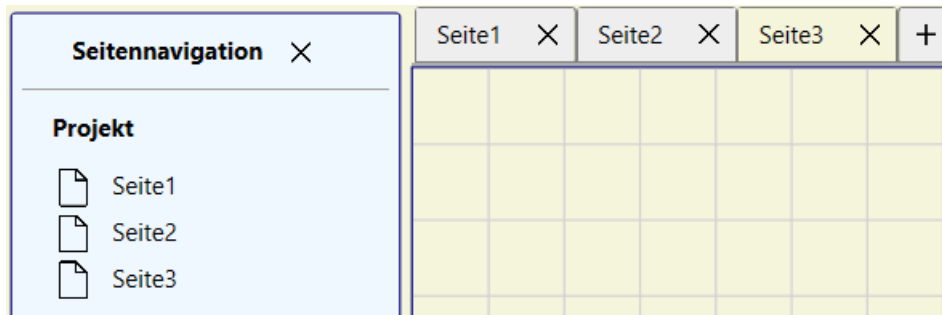 Seitennavigation
Projekt
Seite1
Seite2
Seite3
Seite1 Seite2 Seite3 +